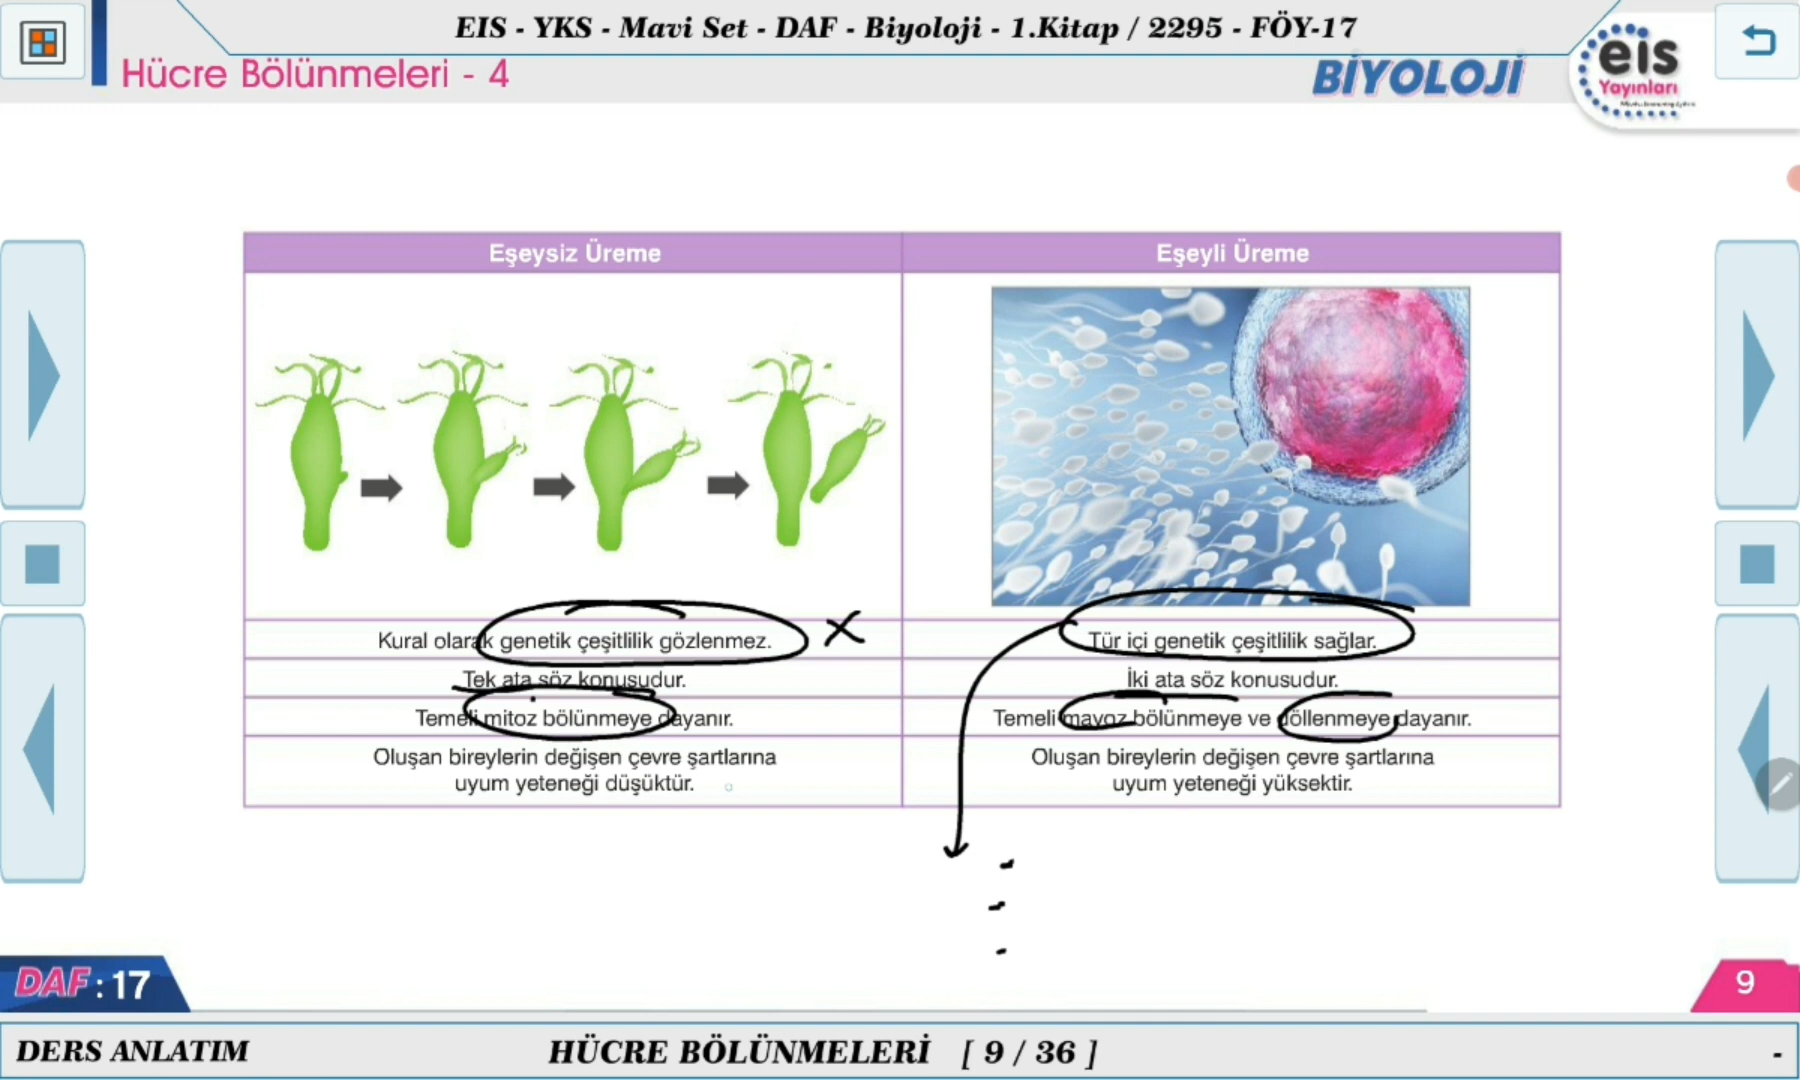 EIS - YKS - Mavi Set - DAF - Biyoloji - 1.Kitap / 2295 - FÖY-17
Hücre Bölünmeleri - 4
BİYOLOJİ
eis
Yayınları
Eşeysiz Üreme
Eşeyli Üreme
Kural olarak genetik çeşitlilik gözlenmez.
X
Tür içi genetik çeşitlilik sağlar.
Tek ata söz konusudur.
İki ata söz konusudur.
Temeli mitoz bölünmeye dayanır.
Temeli mayoz bölünmeye ve döllenmeye dayanır.
Oluşan bireylerin değişen çevre şartlarına
uyum yeteneği düşüktür.
Oluşan bireylerin değişen çevre şartlarına
uyum yeteneği yüksektir.
-
-
-
DAF : 17
9
DERS ANLATIM
HÜCRE BÖLÜNMELERİ [ 9 / 36 ]
-